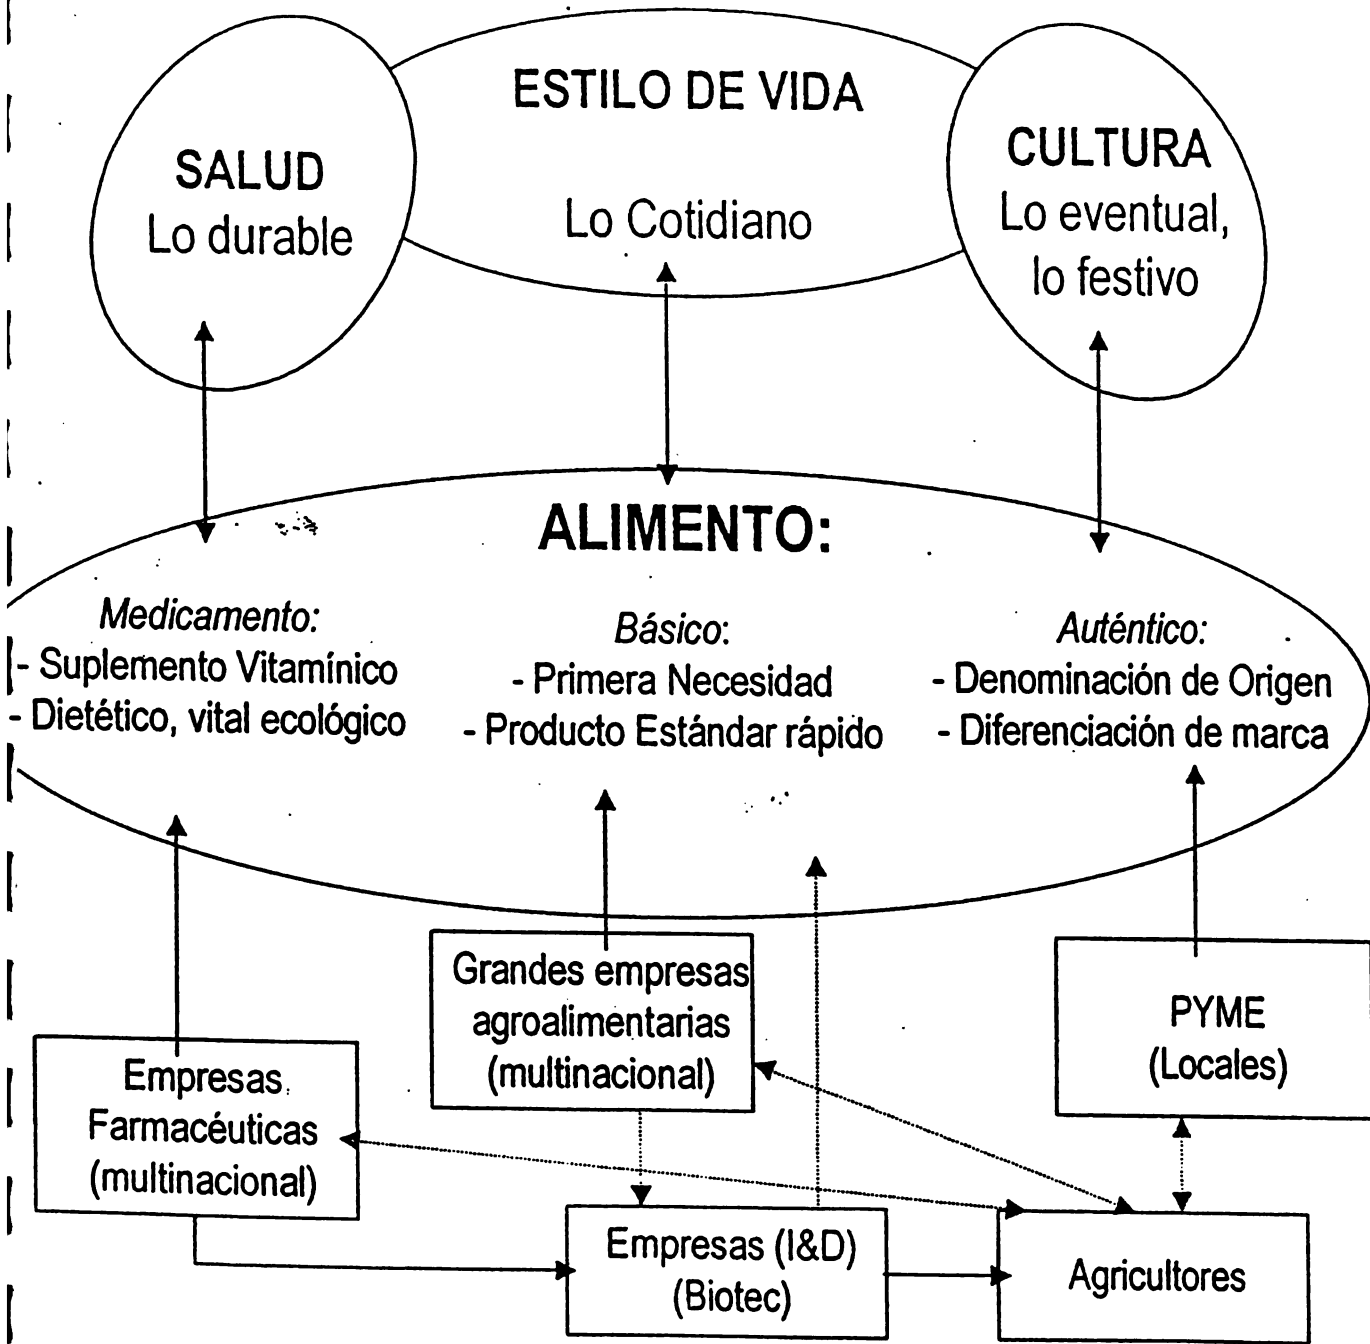 ESTILO DE VIDA
Lo Cotidiano
SALUD
Lo durable
CULTURA
Lo eventual,
lo festivo
ALIMENTO:
Medicamento:
- Suplemento Vitamínico
- Dietético, vital ecológico
Básico:
- Primera Necesidad
- Producto Estándar rápido
Auténtico:
- Denominación de Origen
- Diferenciación de marca
Grandes empresas
agroalimentarias
(multinacional)
PYME
(Locales)
Empresas
Farmacéuticas
(multinacional)
Empresas (I&D)
(Biotec)
Agricultores